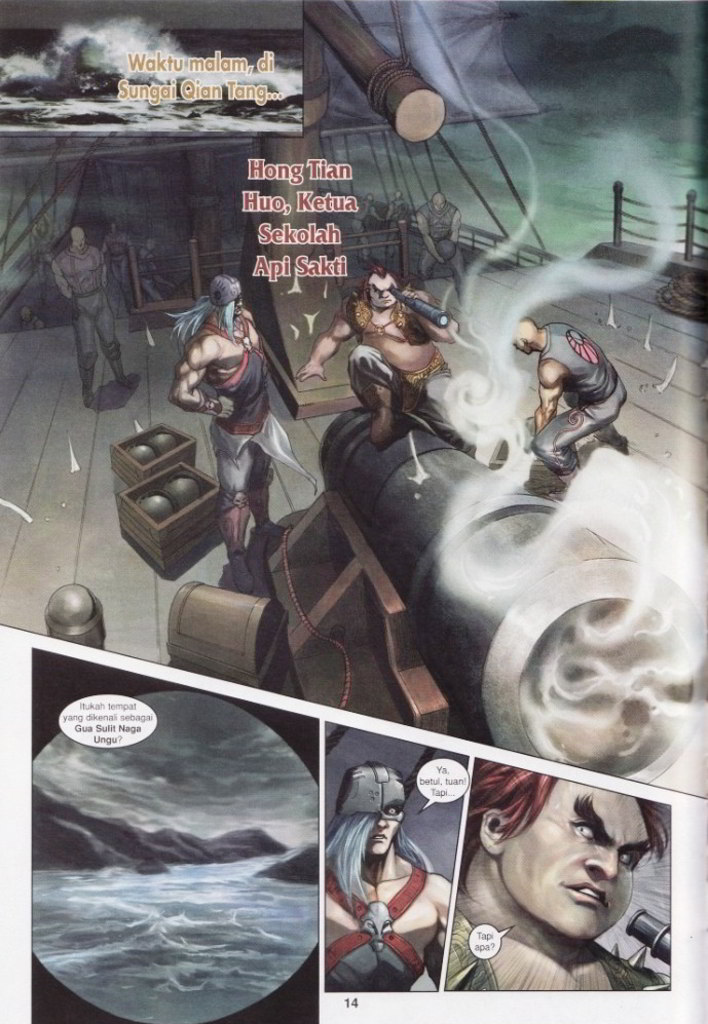 Waktu malam, di
Sungai Qian Tang...
Hong Tian
Huo, Ketua
Sekolah
Api Sakti
Itukah tempat
yang dikenali sebagai
Gua Sulit Naga
Ungu?
Ya,
betul, tuan!
Tapi...
Tapi
apa?
14